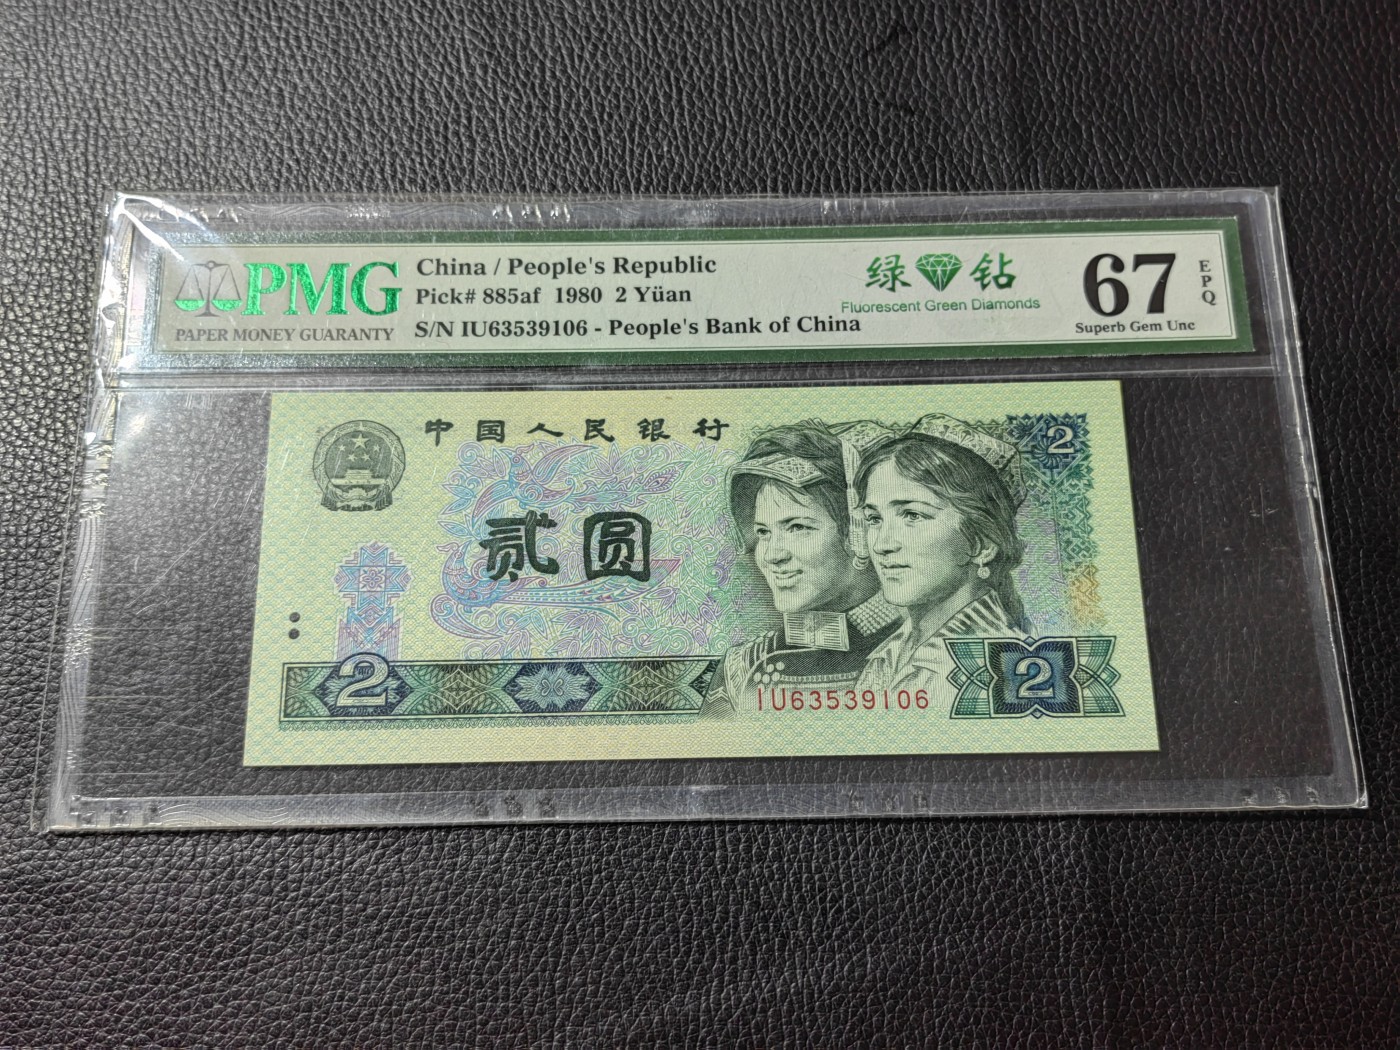 PMG
PAPER MONEY GUARANTY
China / People's Republic
Pick# 885af 1980 2 Yüan
S/N IU63539106 - People's Bank of China
绿 钻
Fluorescent Green Diamonds
67
EPQ
Superb Gem Unc
中国人民银行
2
贰圆
2
IU63539106
2